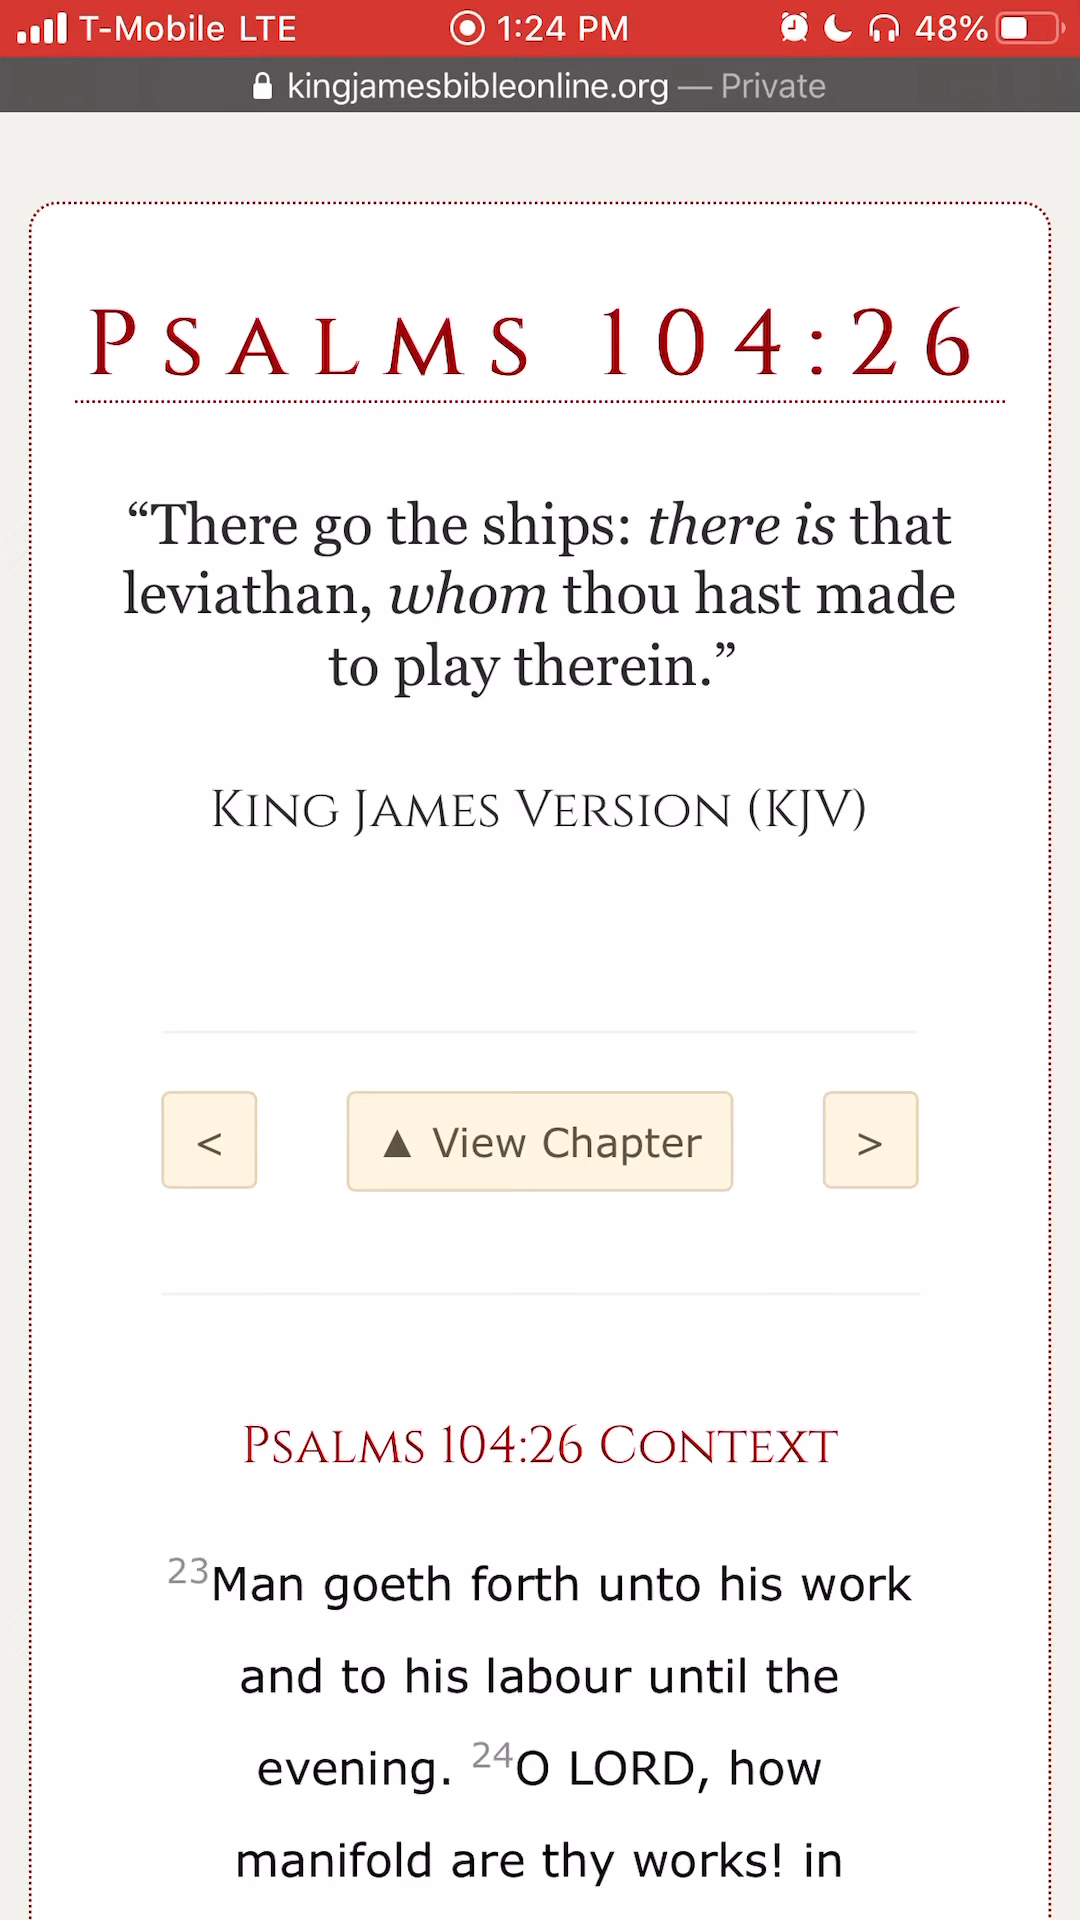 T-Mobile LTE 1:24 PM 48%
kingjamesbibleonline.org — Private
Psalms 104:26
“There go the ships: there is that
leviathan, whom thou hast made
to play therein.”
King James Version (KJV)
< ▲ View Chapter >
Psalms 104:26 Context
23Man goeth forth unto his work
and to his labour until the
evening. 24O LORD, how
manifold are thy works! in